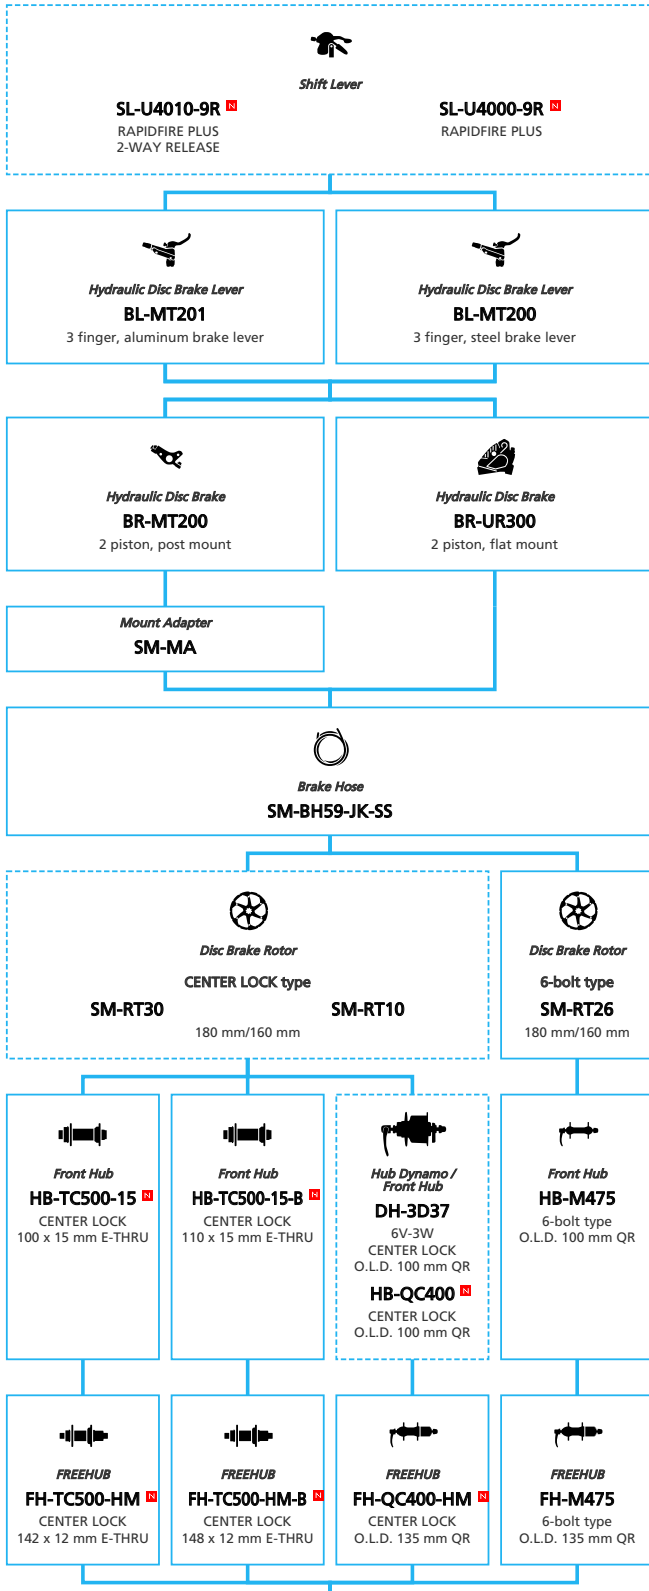 Shift Lever
SL-U4010-9R N
RAPIDFIRE PLUS
2-WAY RELEASE
SL-U4000-9R N
RAPIDFIRE PLUS
Hydraulic Disc Brake Lever
BL-MT201
3 finger, aluminum brake lever
Hydraulic Disc Brake Lever
BL-MT200
3 finger, steel brake lever
Hydraulic Disc Brake
BR-MT200
2 piston, post mount
Hydraulic Disc Brake
BR-UR300
2 piston, flat mount
Mount Adapter
SM-MA
Brake Hose
SM-BH59-JK-SS
Disc Brake Rotor
CENTER LOCK type
SM-RT30
SM-RT10
180 mm/160 mm
Disc Brake Rotor
6-bolt type
SM-RT26
180 mm/160 mm
Front Hub
HB-TC500-15 N
CENTER LOCK
100 x 15 mm E-THRU
Front Hub
HB-TC500-15-B N
CENTER LOCK
110 x 15 mm E-THRU
Hub Dynamo /
Front Hub
DH-3D37
6V-3W
CENTER LOCK
O.L.D. 100 mm QR
HB-QC400 N
CENTER LOCK
O.L.D. 100 mm QR
Front Hub
HB-M475
6-bolt type
O.L.D. 100 mm QR
FREEHUB
FH-TC500-HM N
CENTER LOCK
142 x 12 mm E-THRU
FREEHUB
FH-TC500-HM-B N
CENTER LOCK
148 x 12 mm E-THRU
FREEHUB
FH-QC400-HM N
CENTER LOCK
O.L.D. 135 mm QR
FREEHUB
FH-M475
6-bolt type
O.L.D. 135 mm QR